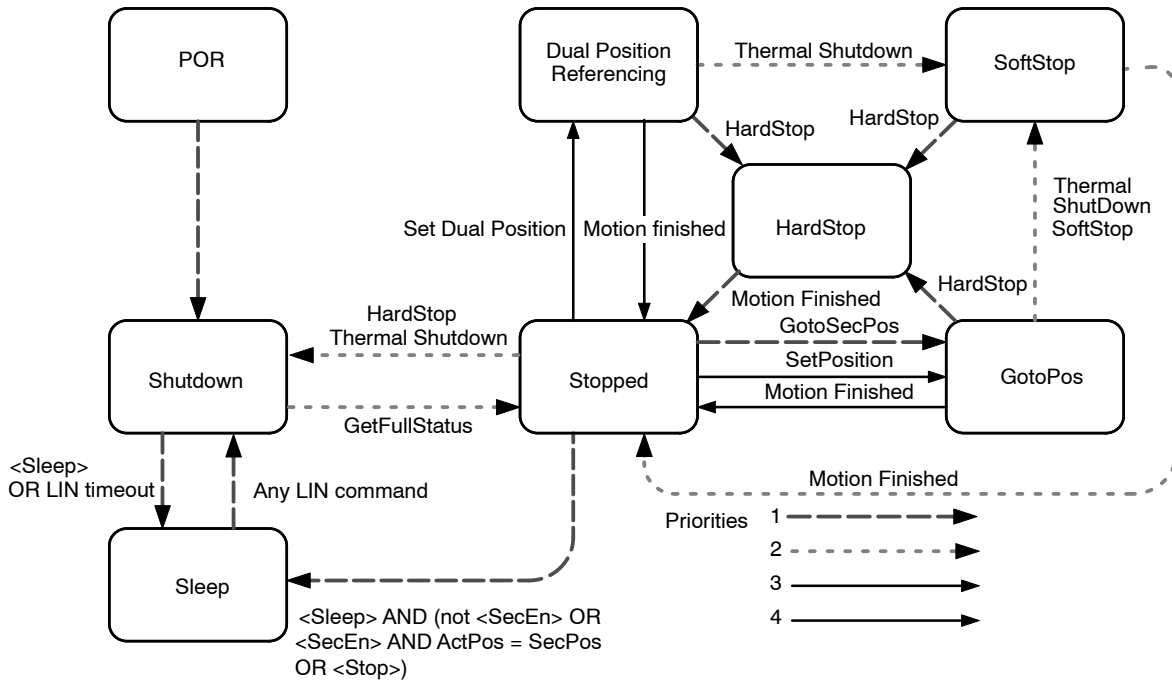 POR
Dual Position
Referencing
Thermal Shutdown
SoftStop
HardStop
HardStop
Thermal
ShutDown
SoftStop
Set Dual Position
Motion finished
HardStop
HardStop
Motion Finished
HardStop
Thermal Shutdown
GotoSecPos
SetPosition
Motion Finished
Shutdown
Stopped
GotoPos
GetFullStatus
<Sleep>
OR LIN timeout
Any LIN command
Motion Finished
Priorities
1
2
3
4
Sleep
<Sleep> AND (not <SecEn> OR
<SecEn> AND ActPos = SecPos
OR <Stop>)